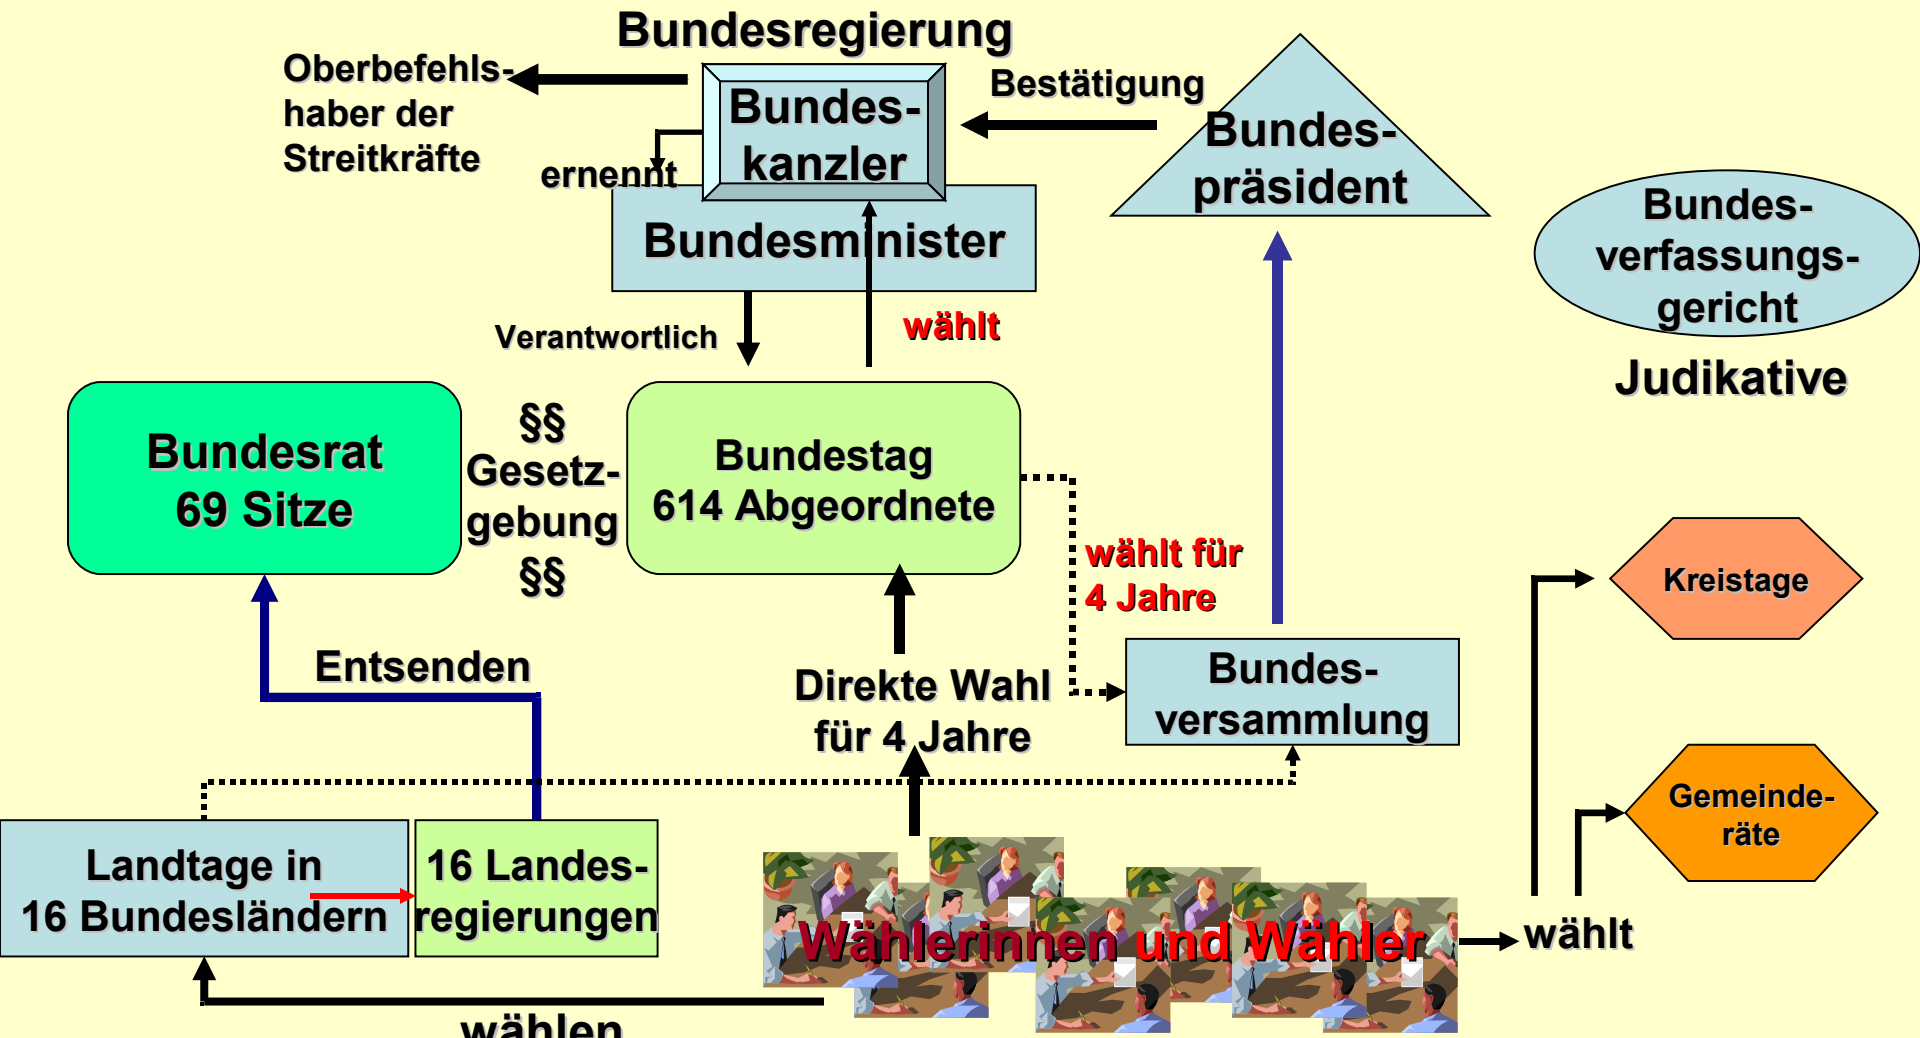 Bundesregierung
Oberbefehls-
haber der
Streitkräfte
Bundes-
kanzler
ernennt
Bestätigung
Bundes-
präsident
Bundesminister
Bundes-
verfassungs-
gericht
Judikative
Verantwortlich
wählt
Bundesrat
69 Sitze
§§
Gesetz-
gebung
§§
Bundestag
614 Abgeordnete
wählt für
4 Jahre
Kreistage
Entsenden
Direkte Wahl
für 4 Jahre
Bundes-
versammlung
Gemeinde-
räte
Landtage in
16 Bundesländern
16 Landes-
regierungen
Wählerinnen und Wähler
wählt
wählen